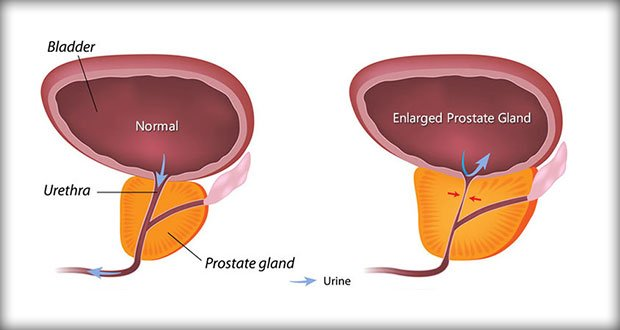 Bladder
Normal
Enlarged Prostate Gland
Urethra
Prostate gland
Urine